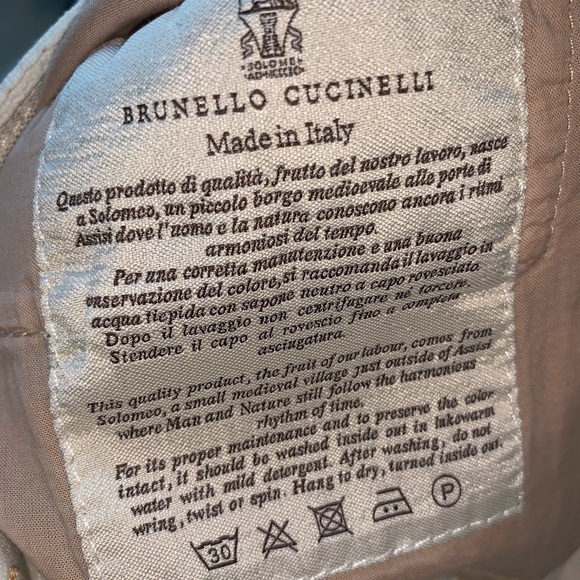 SOLOMEI
BRUNELLO CUCINELLI
Made in Italy
Questo prodotto di qualità, frutto del nostro lavoro, nasce
a Solomeo, un piccolo borgo medioevale alle porte di
Assisi dove l'uomo e la natura conoscono ancora i ritmi
armoniosi del tempo.
Per una corretta manutenzione e una buona
conservazione del colore, si raccomanda il lavaggio in
acqua tiepida con sapone neutro a capo rovesciato.
Dopo il lavaggio non centrifugare né torcere.
Stendere il capo al rovescio fino a completa
asciugatura.
This quality product, the fruit of our labour, comes from
Solomeo, a small medieval village just outside of Assisi
where Man and Nature still follow the harmonious
rhythm of time.
For its proper maintenance and to preserve the color
intact, it should be washed inside out in lukewarm
water with mild detergent. After washing, do not
wring, twist or spin. Hang to dry, turned inside out.
30 P